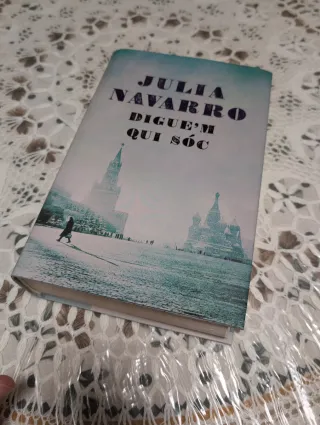 JULIA
NAVARRO
DIGUE'M
QUI SÓC